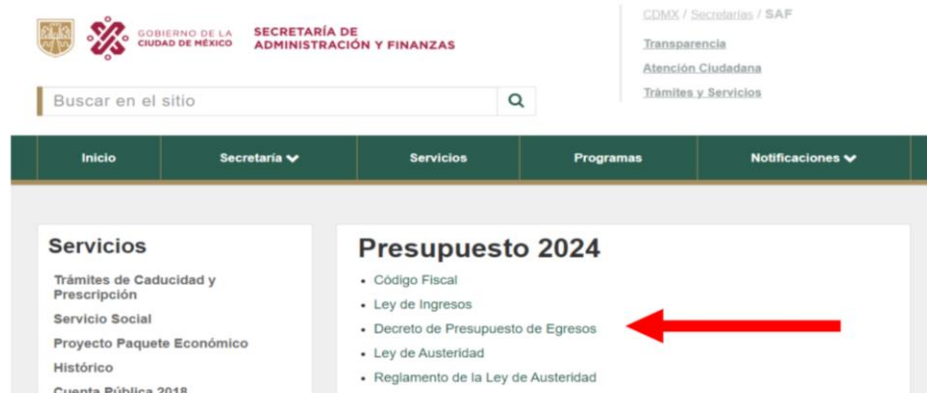 CDMX / Secretarías / SAF
GOBIERNO DE LA
CIUDAD DE MÉXICO
SECRETARÍA DE
ADMINISTRACIÓN Y FINANZAS
Transparencia
Atención Ciudadana
Trámites y Servicios
Buscar en el sitio
Inicio
Secretaría
Servicios
Programas
Notificaciones
Servicios
Trámites de Caducidad y
Prescripción
Servicio Social
Proyecto Paquete Económico
Histórico
Cuenta Pública 2018
Presupuesto 2024
• Código Fiscal
• Ley de Ingresos
• Decreto de Presupuesto de Egresos
• Ley de Austeridad
• Reglamento de la Ley de Austeridad